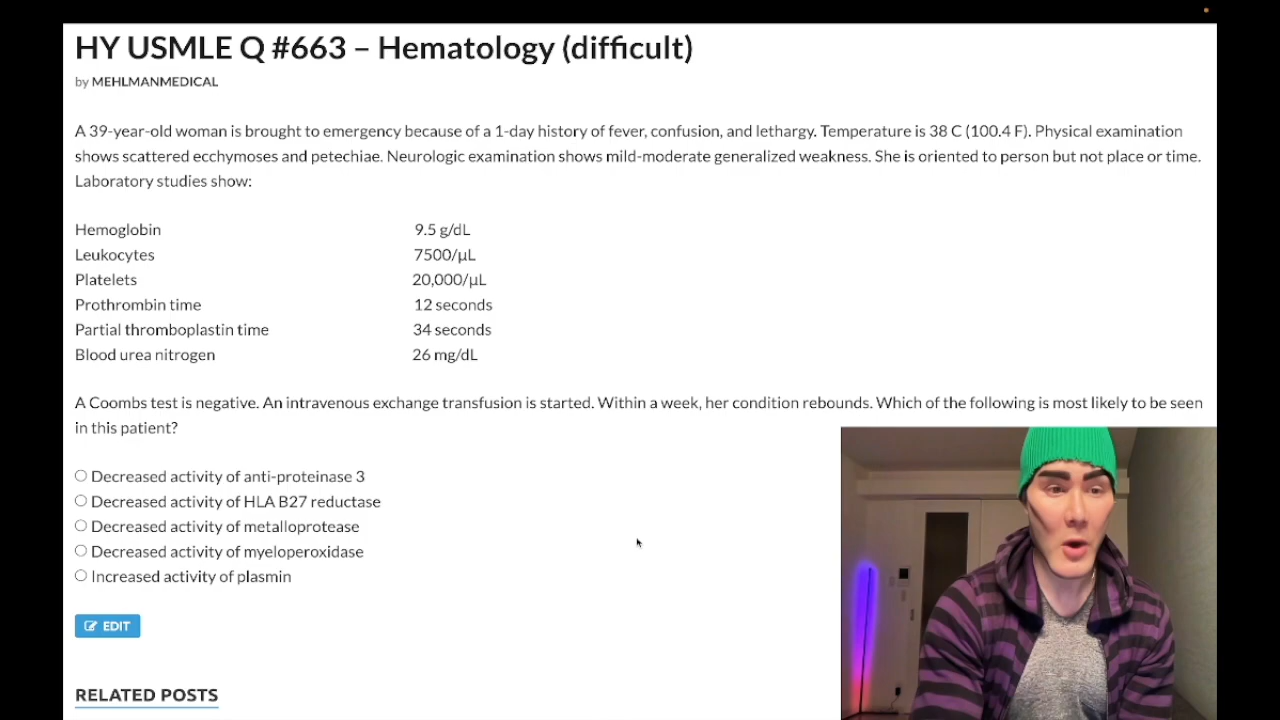 HY USMLE Q #663 – Hematology (difficult)
by MEHLMANMEDICAL
A 39-year-old woman is brought to emergency because of a 1-day history of fever, confusion, and lethargy. Temperature is 38 C (100.4 F). Physical examination
shows scattered ecchymoses and petechiae. Neurologic examination shows mild-moderate generalized weakness. She is oriented to person but not place or time.
Laboratory studies show:
Hemoglobin 9.5 g/dL
Leukocytes 7500/μL
Platelets 20,000/μL
Prothrombin time 12 seconds
Partial thromboplastin time 34 seconds
Blood urea nitrogen 26 mg/dL
A Coombs test is negative. An intravenous exchange transfusion is started. Within a week, her condition rebounds. Which of the following is most likely to be seen
in this patient?
Decreased activity of anti-proteinase 3
Decreased activity of HLA B27 reductase
Decreased activity of metalloprotease
Decreased activity of myeloperoxidase
Increased activity of plasmin
EDIT
RELATED POSTS